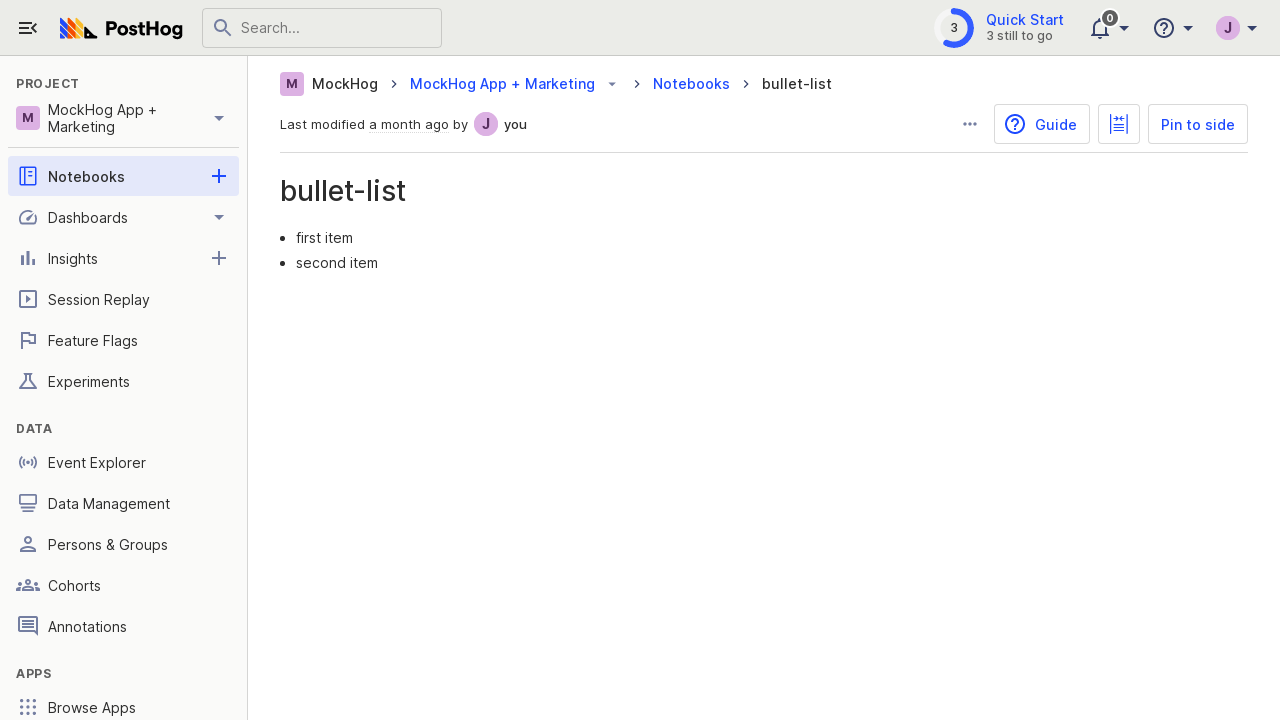 PostHog
Search...
3
Quick Start
3 still to go
0
J
PROJECT
M
MockHog App +
Marketing
Notebooks
Dashboards
Insights
Session Replay
Feature Flags
Experiments
DATA
Event Explorer
Data Management
Persons & Groups
Cohorts
Annotations
APPS
Browse Apps
M MockHog > MockHog App + Marketing > Notebooks > bullet-list
Last modified a month ago by J you
Guide
Pin to side
bullet-list
• first item
• second item